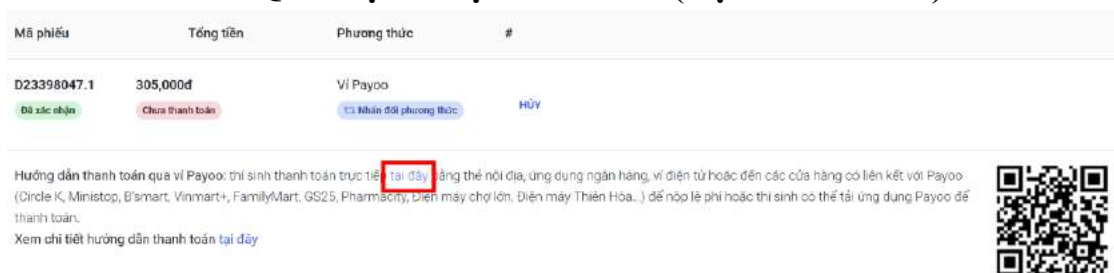 Mã phiếu Tổng tiền Phương thức #
D23398047.1 305,000đ Ví Payoo
Đã xác nhận Chưa thanh toán Nhấn đổi phương thức HỦY
Hướng dẫn thanh toán qua ví Payoo: thí sinh thanh toán trực tiếp tại đây bằng thẻ nội địa, ứng dụng ngân hàng, ví điện tử hoặc đến các cửa hàng có liên kết với Payoo
(Circle K, Ministop, B'smart, Vinmart+, FamilyMart, GS25, Pharmacity, Điện máy chợ lớn, Điện máy Thiên Hòa...) để nộp lệ phí hoặc thí sinh có thể tải ứng dụng Payoo để
thanh toán.
Xem chi tiết hướng dẫn thanh toán tại đây